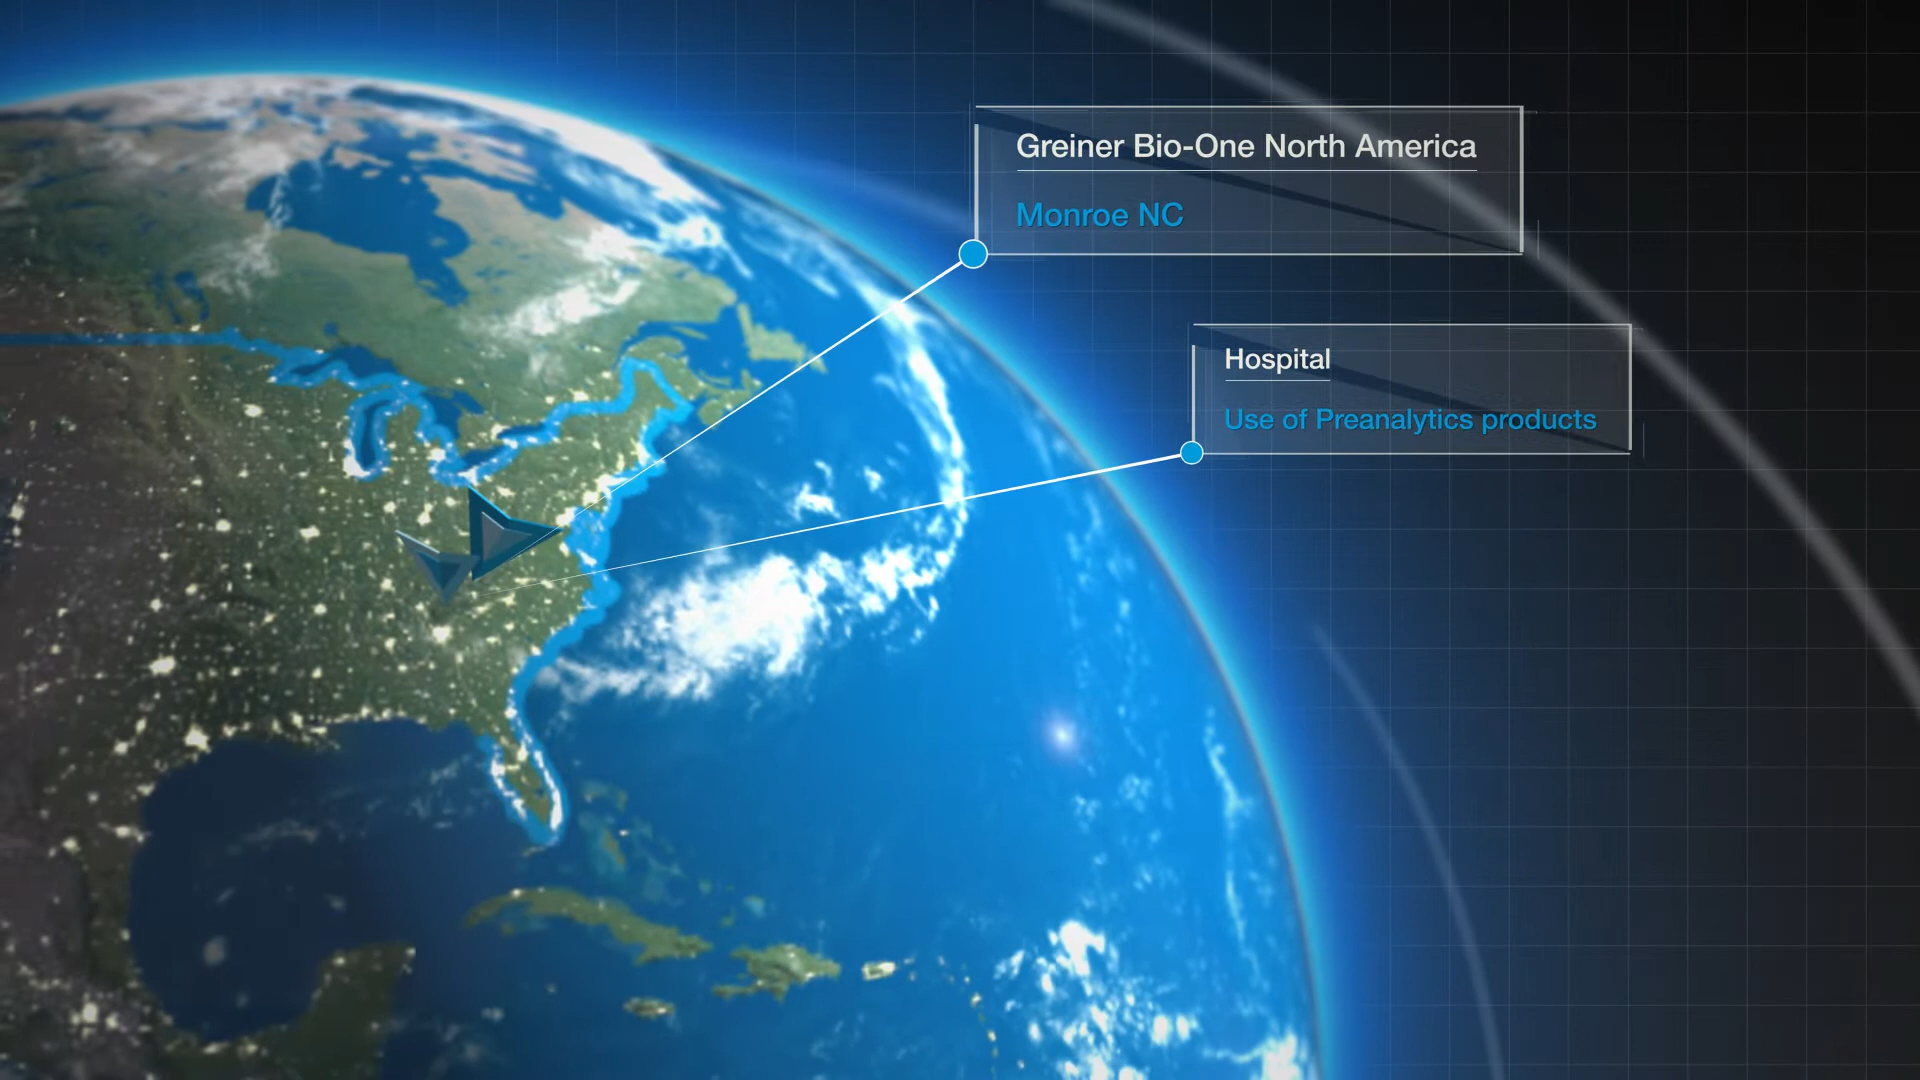 Greiner Bio-One North America
Monroe NC
Hospital
Use of Preanalytics products